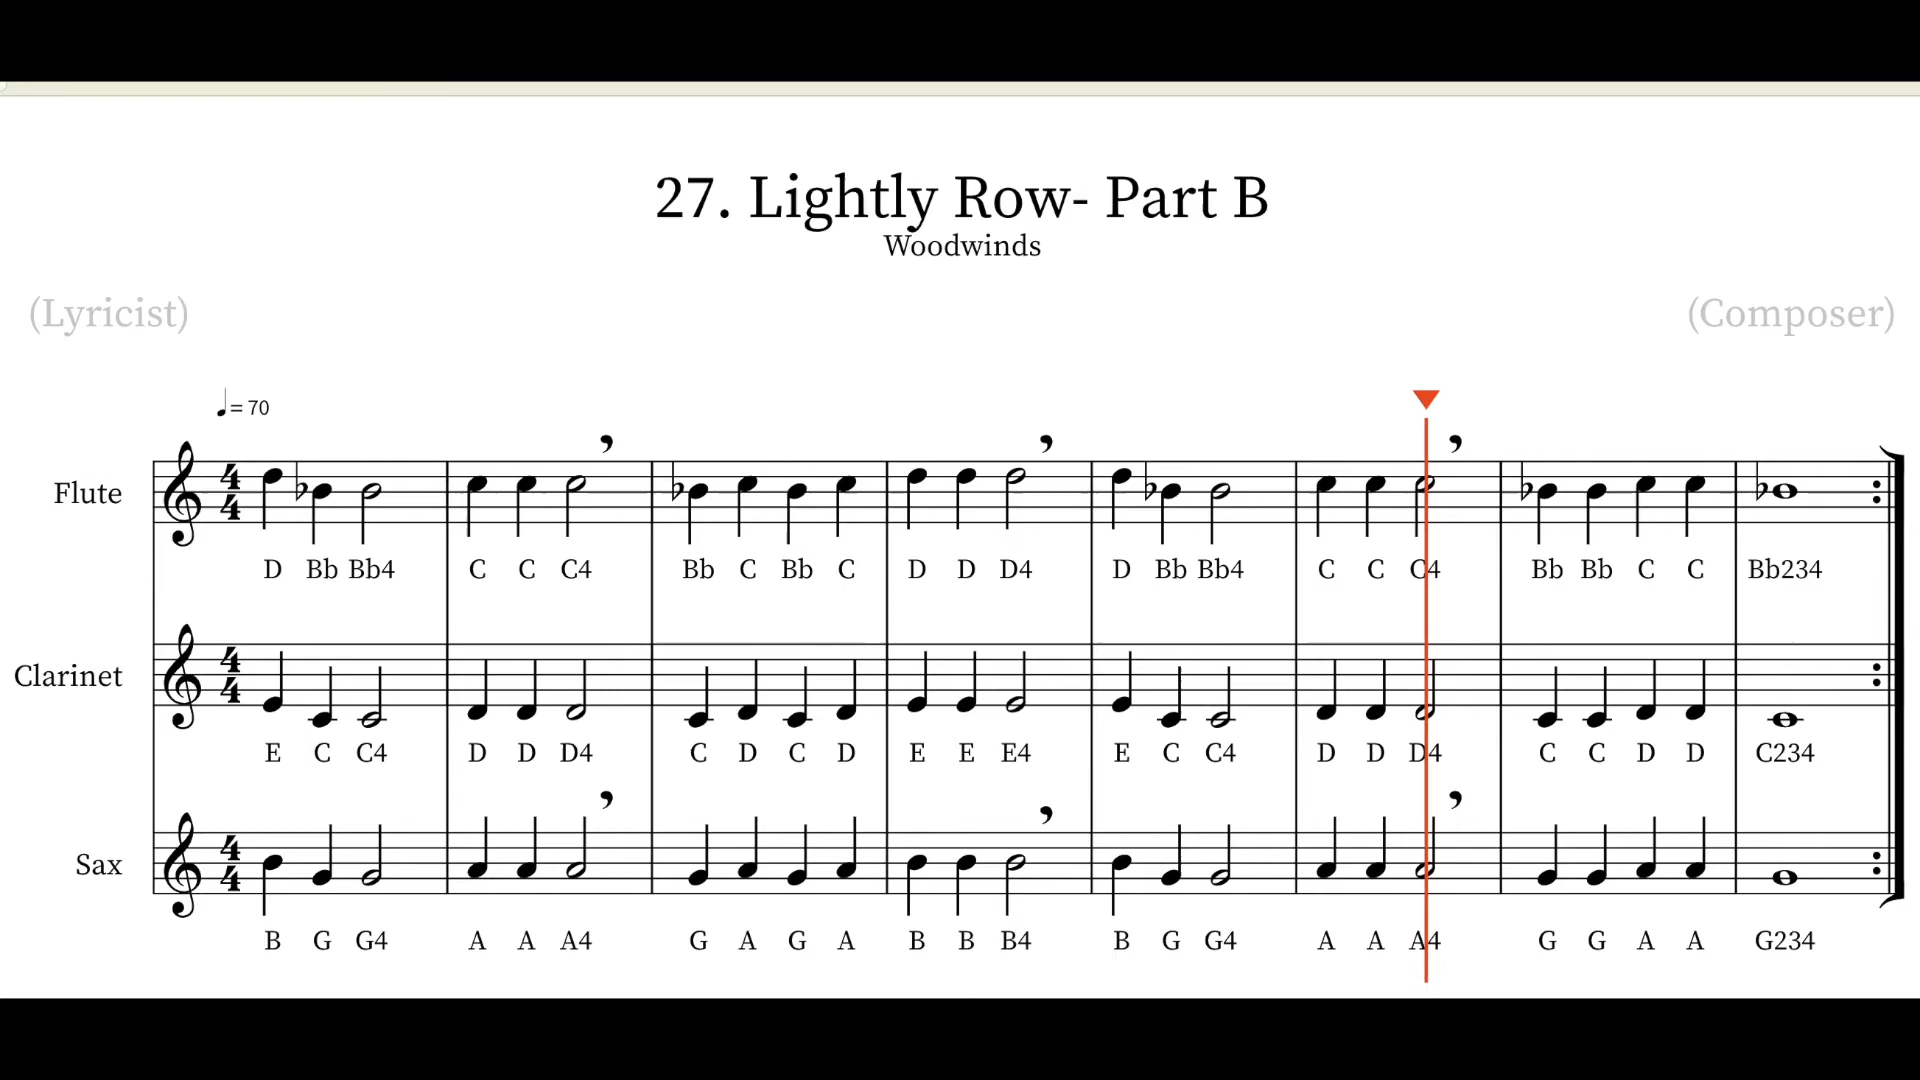 27. Lightly Row- Part B
Woodwinds
(Lyricist)
(Composer)
= 70
Flute
D Bb Bb4 C C C4 Bb C Bb C D D D4 D Bb Bb4 C C C4 Bb Bb C C Bb234
Clarinet
E C C4 D D D4 C D C D E E E4 E C C4 D D D4 C C D D C234
Sax
B G G4 A A A4 G A G A B B B4 B G G4 A A A4 G G A A G234